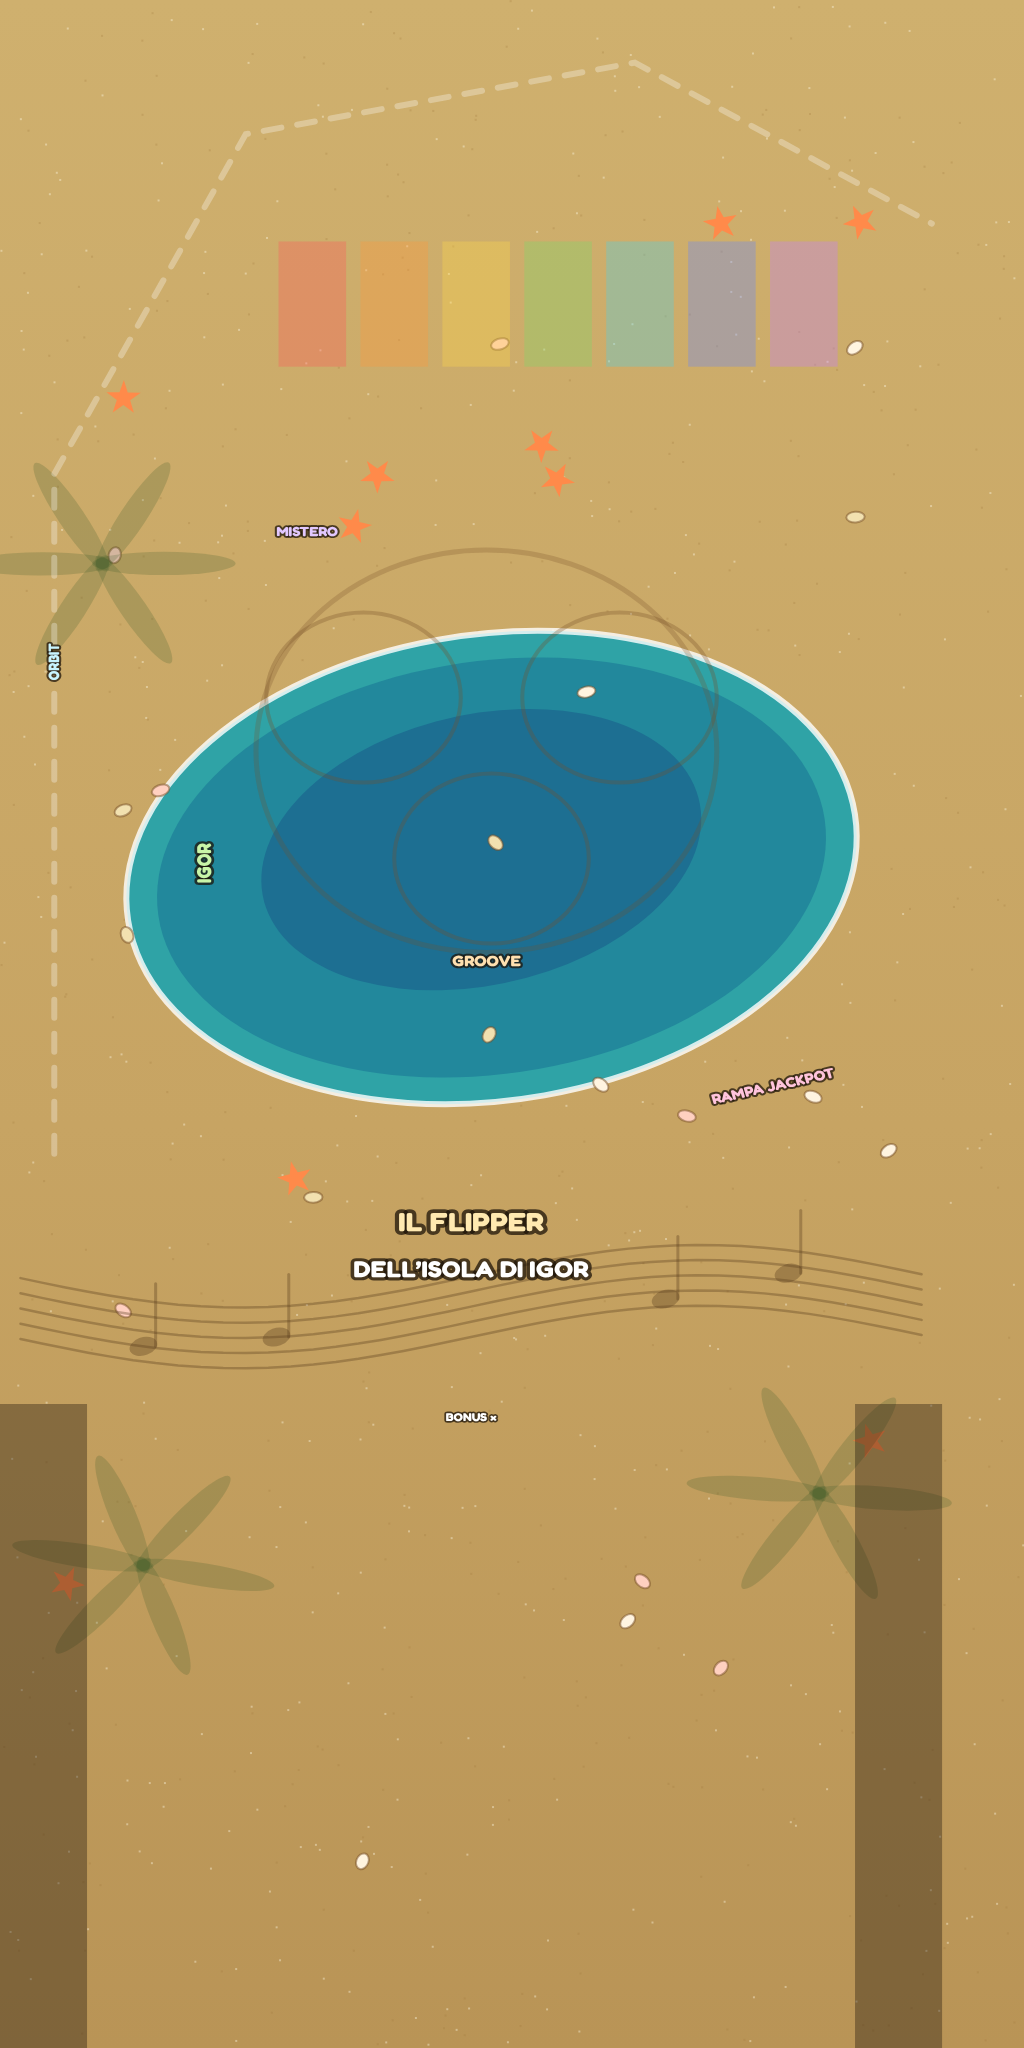 MISTERO
ORBIT
IGOR
GROOVE
RAMPA JACKPOT
IL FLIPPER
DELL'ISOLA DI IGOR
BONUS ×